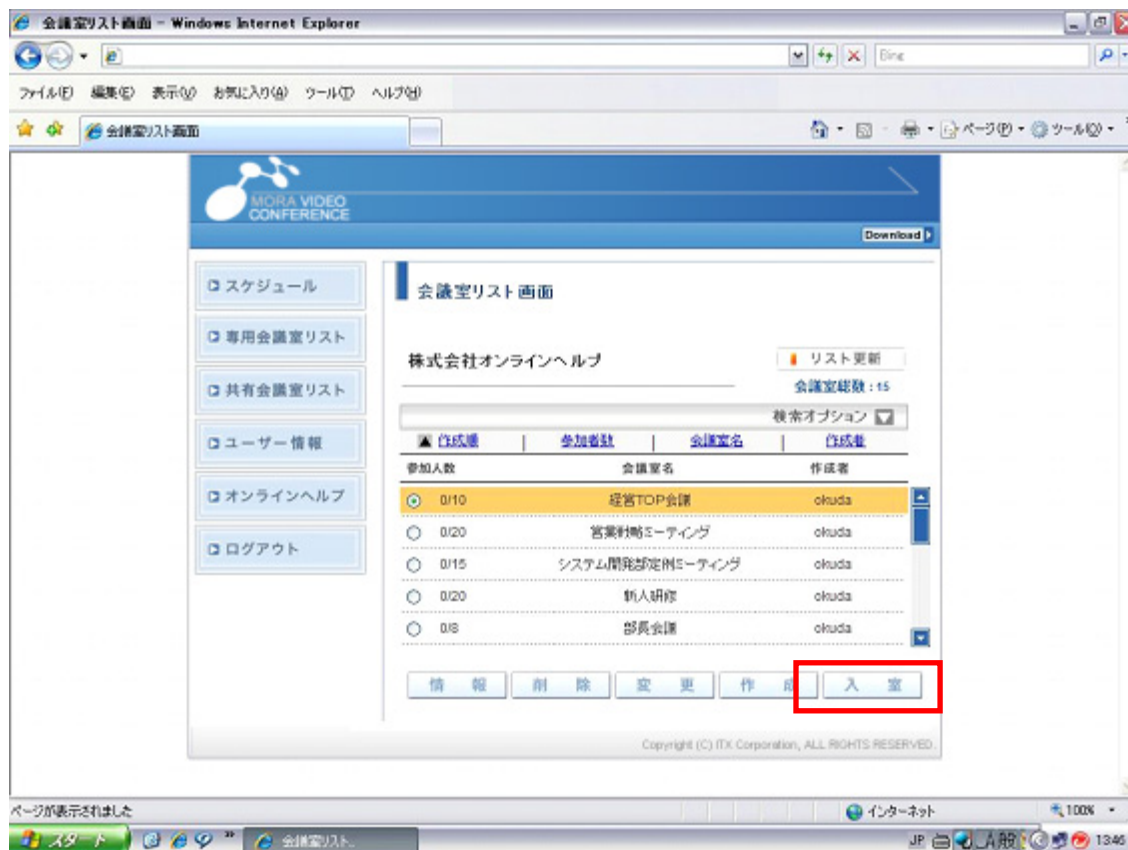 会議室リスト画面 - Windows Internet Explorer
Bing
ファイル(F) 編集(E) 表示(V) お気に入り(A) ツール(T) ヘルプ(H)
会議室リスト画面
ページ(P) ツール(O)
MORA VIDEO
CONFERENCE
Download
スケジュール
専用会議室リスト
共有会議室リスト
ユーザー情報
オンラインヘルプ
ログアウト
会議室リスト画面
株式会社オンラインヘルプ
リスト更新
会議室総数 : 15
検索オプション
▲ 作成順 | 参加者数 | 会議室名 | 作成者
参加人数 会議室名 作成者
0/10 経営TOP会議 okuda
0/20 営業戦略ミーティング okuda
0/15 システム開発部定例ミーティング okuda
0/20 新人研修 okuda
0/8 部長会議 okuda
情 報 削 除 変 更 作 成 入 室
Copyright (C) ITX Corporation, ALL RIGHTS RESERVED.
ページが表示されました
インターネット
100%
スタート
会議室リスト...
JP
A 般
13:46